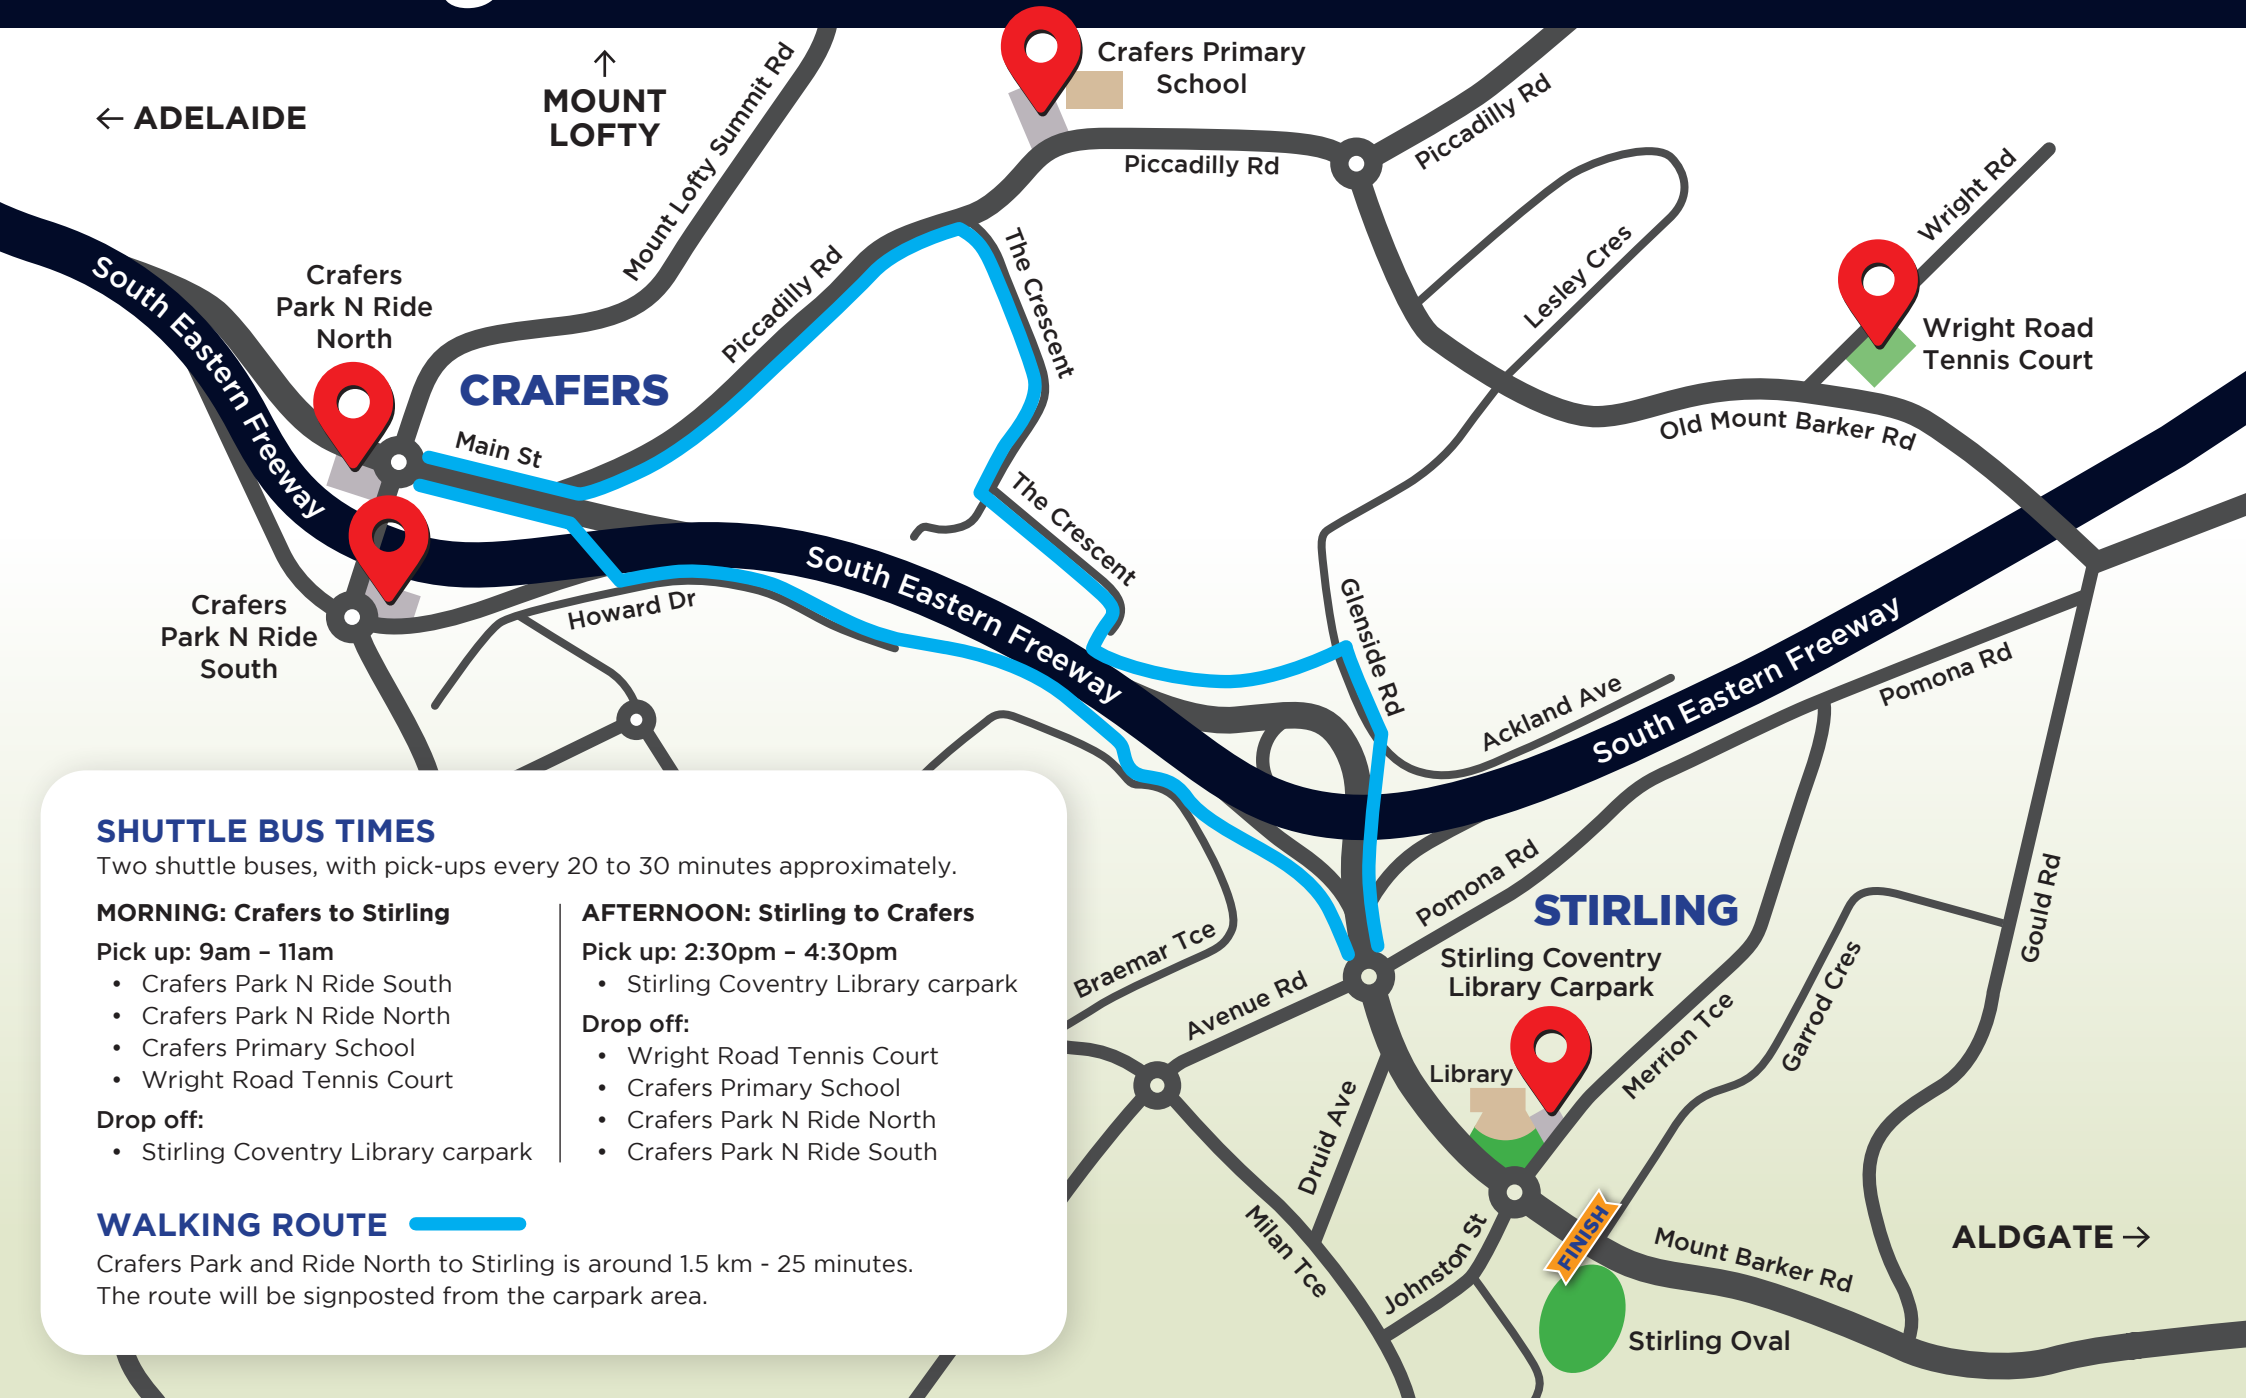 ← ADELAIDE
↑
MOUNT
LOFTY
Mount Lofty Summit Rd
Crafers Primary
School
Piccadilly Rd
Piccadilly Rd
Piccadilly Rd
The Crescent
The Crescent
Lesley Cres
Wright Rd
Wright Road
Tennis Court
Old Mount Barker Rd
South Eastern Freeway
Crafers
Park N Ride
North
CRAFERS
Main St
Crafers
Park N Ride
South
Howard Dr
South Eastern Freeway
Glenside Rd
Ackland Ave
South Eastern Freeway
Pomona Rd
Pomona Rd
Gould Rd
STIRLING
Stirling Coventry
Library Carpark
Library
Merrion Tce
Garrod Cres
Braemar Tce
Avenue Rd
Druid Ave
Milan Tce
Johnston St
FINISH
Mount Barker Rd
Stirling Oval
ALDGATE →
SHUTTLE BUS TIMES
Two shuttle buses, with pick-ups every 20 to 30 minutes approximately.
MORNING: Crafers to Stirling
Pick up: 9am – 11am
• Crafers Park N Ride South
• Crafers Park N Ride North
• Crafers Primary School
• Wright Road Tennis Court
Drop off:
• Stirling Coventry Library carpark
AFTERNOON: Stirling to Crafers
Pick up: 2:30pm – 4:30pm
• Stirling Coventry Library carpark
Drop off:
• Wright Road Tennis Court
• Crafers Primary School
• Crafers Park N Ride North
• Crafers Park N Ride South
WALKING ROUTE
Crafers Park and Ride North to Stirling is around 1.5 km - 25 minutes.
The route will be signposted from the carpark area.